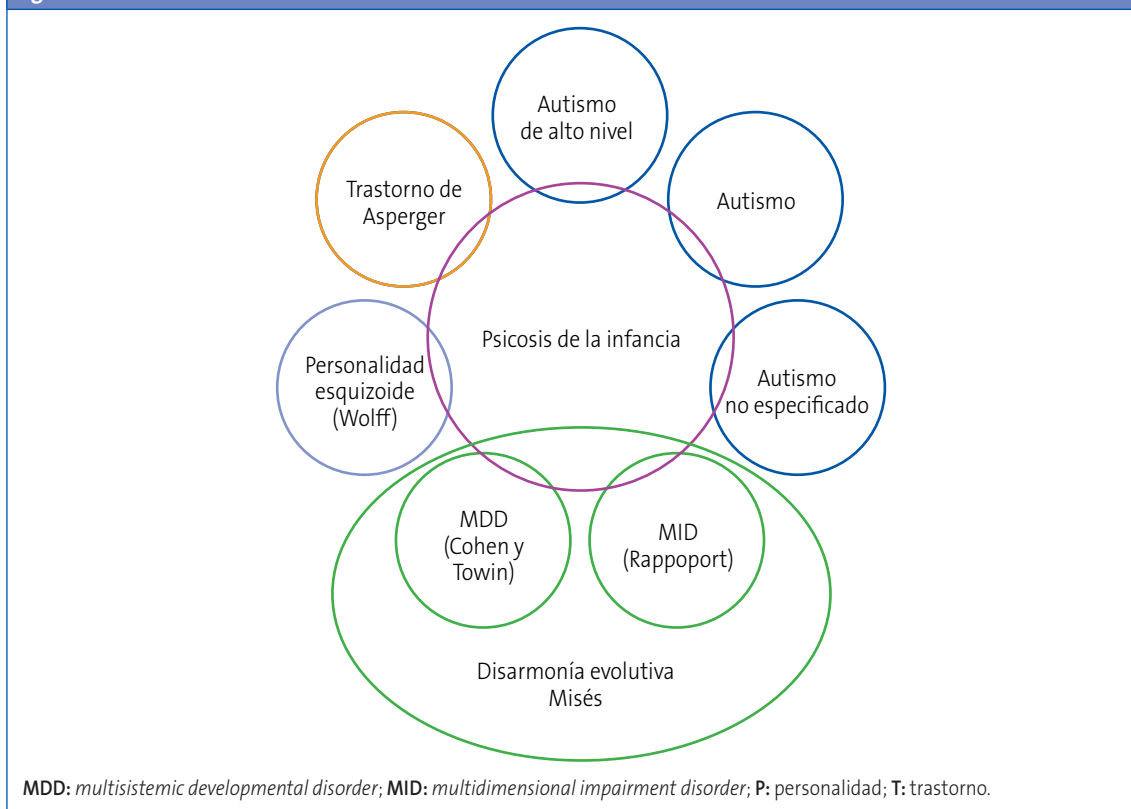 Autismo
de alto nivel
Trastorno de
Asperger
Autismo
Psicosis de la infancia
Personalidad
esquizoide
(Wolff)
Autismo
no especificado
MDD
(Cohen y
Towin)
MID
(Rappoport)
Disarmonía evolutiva
Misés
MDD: multisistemic developmental disorder; MID: multidimensional impairment disorder; P: personalidad; T: trastorno.